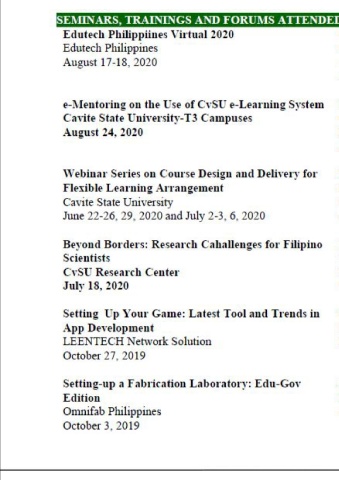 SEMINARS, TRAININGS AND FORUMS ATTENDED
Edutech Philippiines Virtual 2020
Edutech Philippines
August 17-18, 2020
e-Mentoring on the Use of CvSU e-Learning System
Cavite State University-T3 Campuses
August 24, 2020
Webinar Series on Course Design and Delivery for
Flexible Learning Arrangement
Cavite State University
June 22-26, 29, 2020 and July 2-3, 6, 2020
Beyond Borders: Research Cahallenges for Filipino
Scientists
CvSU Research Center
July 18, 2020
Setting Up Your Game: Latest Tool and Trends in
App Development
LEENTECH Network Solution
October 27, 2019
Setting-up a Fabrication Laboratory: Edu-Gov
Edition
Omnifab Philippines
October 3, 2019